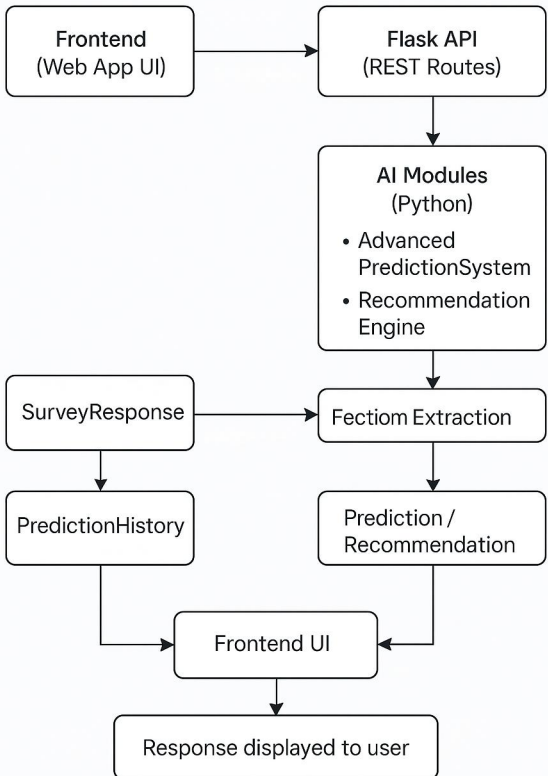 Frontend
(Web App UI)
Flask API
(REST Routes)
AI Modules
(Python)
• Advanced
PredictionSystem
• Recommendation
Engine
SurveyResponse
Fectiom Extraction
PredictionHistory
Prediction /
Recommendation
Frontend UI
Response displayed to user